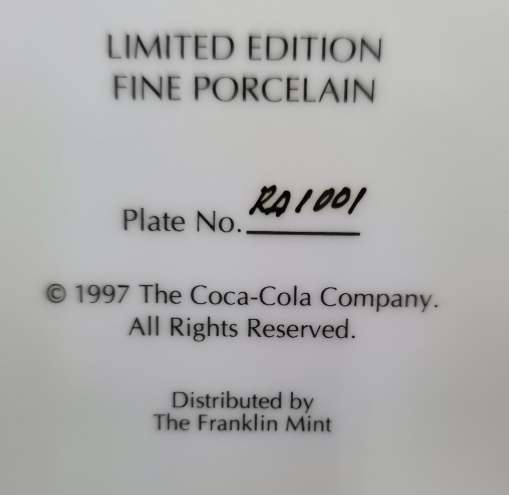 LIMITED EDITION
FINE PORCELAIN
Plate No. RA1001
© 1997 The Coca-Cola Company.
All Rights Reserved.
Distributed by
The Franklin Mint